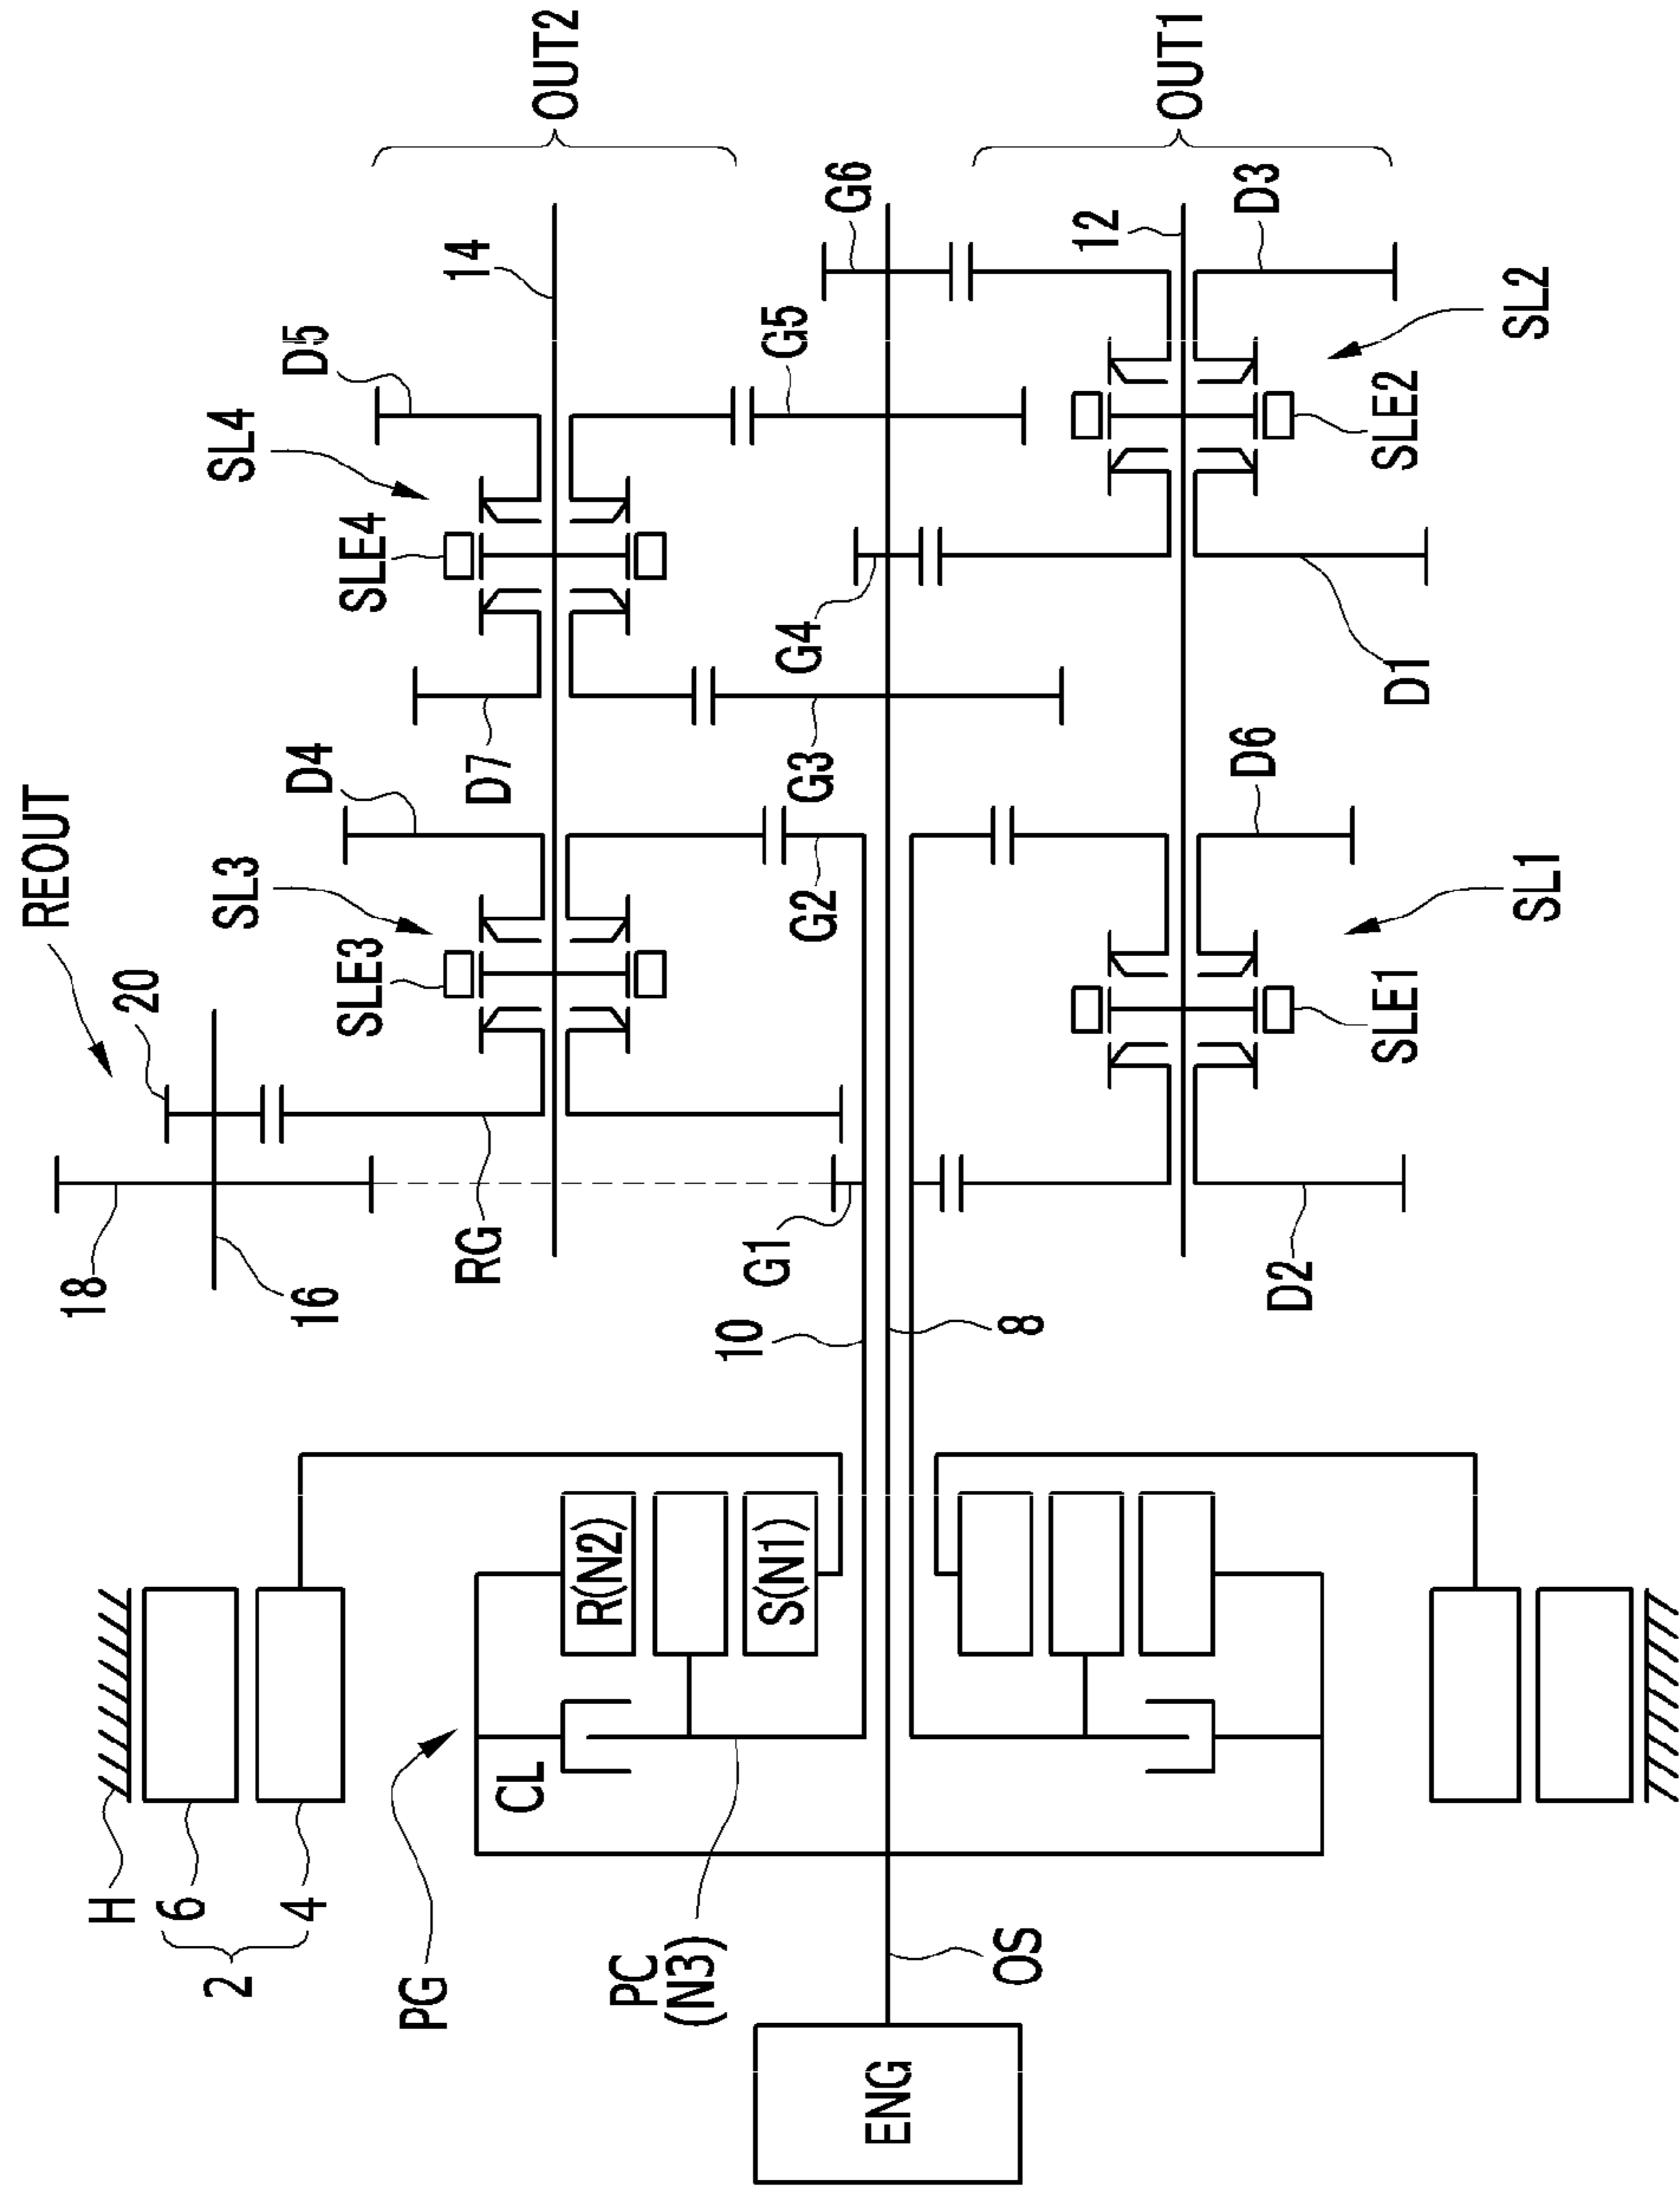 OUT2
OUT1
G6
D3
12
14
SL2
D5
G5
SL4
SLE2
SLE4
G4
D1
D7
D4
G3
D6
REOUT
SL3
G2
SL1
20
SLE3
SLE1
RG
G1
18
16
D2
10
8
R(N2)
S(N1)
CL
H
6
4
2
PG
PC
(N3)
OS
ENG